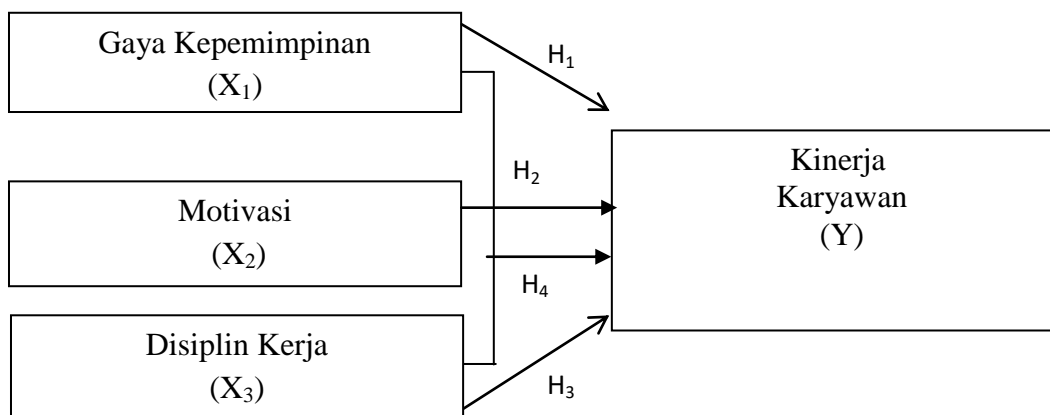 Gaya Kepemimpinan
(X₁)
H₁
Kinerja
Karyawan
(Y)
H₂
Motivasi
(X₂)
H₄
Disiplin Kerja
(X₃)
H₃